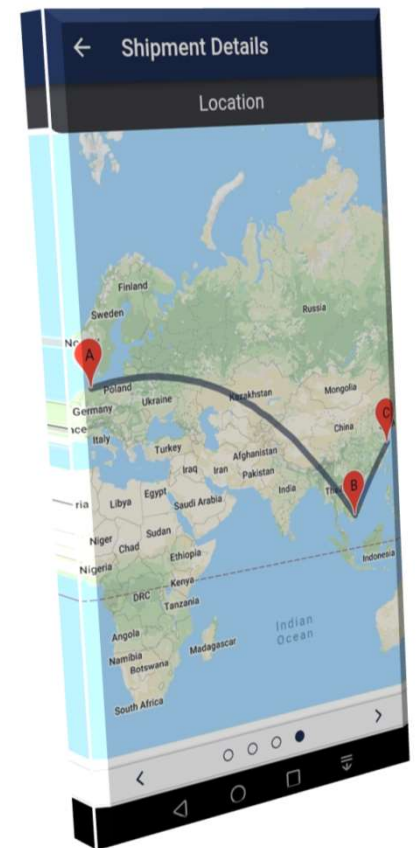 Shipment Details
Location
Finland
Sweden
Russia
A
Poland
Germany
Ukraine
Kazakhstan
Mongolia
C
Italy
Turkey
China
Iraq
Iran
Afghanistan
Pakistan
B
Libya
Egypt
Saudi Arabia
India
Niger
Chad
Sudan
Ethiopia
Nigeria
Kenya
Indonesia
DRC
Tanzania
Angola
Indian
Ocean
Namibia
Madagascar
Botswana
South Africa